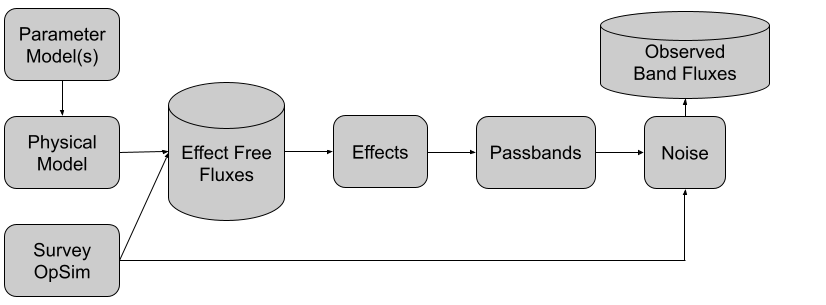 Parameter
Model(s)
Physical
Model
Survey
OpSim
Effect Free
Fluxes
Effects
Passbands
Noise
Observed
Band Fluxes